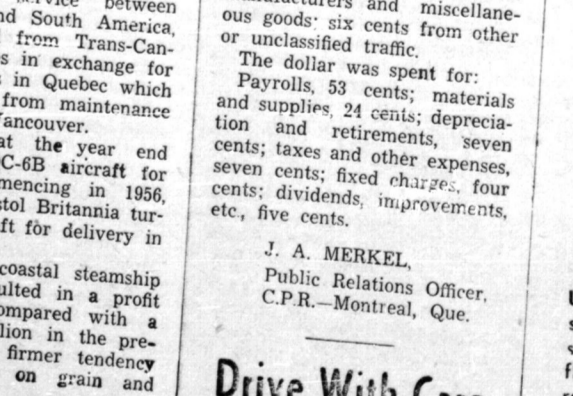 between
nd South America,
from Trans-Can-
s in exchange for
in Quebec which
from maintenance
ancouver.
at the year end
C-6B aircraft for
mencing in 1956,
stol Britannia tur-
ft for delivery in
coastal steamship
ulted in a profit
ompared with a
lion in the pre-
firmer tendency
on grain and
and miscellane-
ous goods; six cents from other
or unclassified traffic.
The dollar was spent for:
Payrolls, 53 cents; materials
and supplies, 24 cents; deprecia-
tion and retirements, seven
cents; taxes and other expenses,
seven cents; fixed charges, four
cents; dividends, improvements,
etc., five cents.
J. A. MERKEL,
Public Relations Officer,
C.P.R.—Montreal, Que.
Drive With